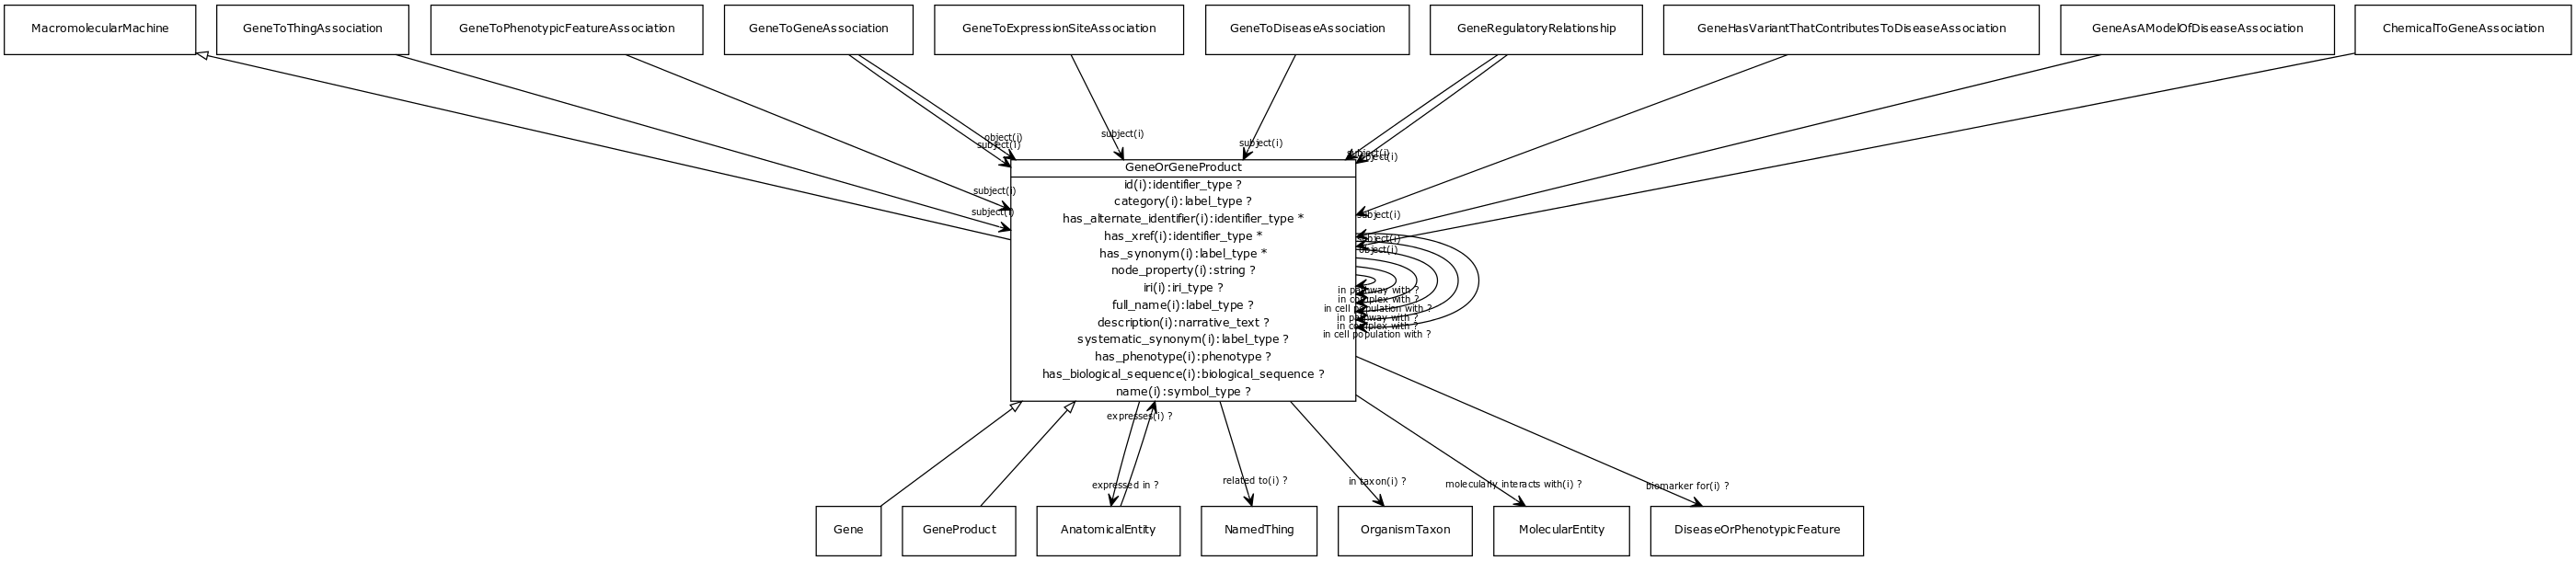 MacromolecularMachine
GeneToThingAssociation
GeneToPhenotypicFeatureAssociation
GeneToGeneAssociation
GeneToExpressionSiteAssociation
GeneToDiseaseAssociation
GeneRegulatoryRelationship
GeneHasVariantThatContributesToDiseaseAssociation
GeneAsAModelOfDiseaseAssociation
ChemicalToGeneAssociation
object(i)
subject(i)
subject(i)
subject(i)
subject(i)
object(i)
subject(i)
subject(i)
subject(i)
subject(i)
object(i)
GeneOrGeneProduct
id(i):identifier_type ?
category(i):label_type ?
has_alternate_identifier(i):identifier_type *
has_xref(i):identifier_type *
has_synonym(i):label_type *
node_property(i):string ?
iri(i):iri_type ?
full_name(i):label_type ?
description(i):narrative_text ?
systematic_synonym(i):label_type ?
has_phenotype(i):phenotype ?
has_biological_sequence(i):biological_sequence ?
name(i):symbol_type ?
in pathway with ?
in complex with ?
in cell population with ?
in pathway with ?
in complex with ?
in cell population with ?
expresses(i) ?
expressed in ?
related to(i) ?
in taxon(i) ?
molecularly interacts with(i) ?
biomarker for(i) ?
Gene
GeneProduct
AnatomicalEntity
NamedThing
OrganismTaxon
MolecularEntity
DiseaseOrPhenotypicFeature